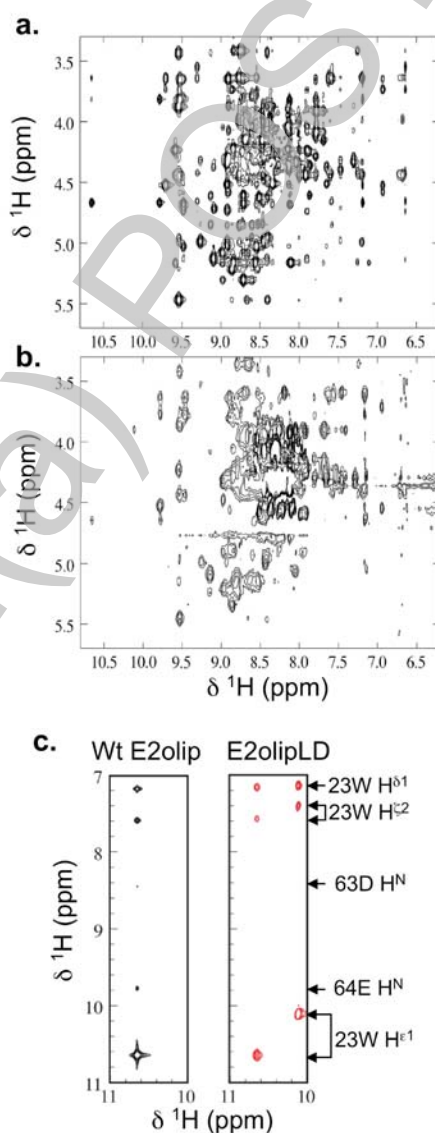 a.
3.5
4.0
4.5
5.0
5.5
δ ¹H (ppm)
10.5 10.0 9.5 9.0 8.5 8.0 7.5 7.0 6.5
b.
3.5
4.0
4.5
5.0
5.5
δ ¹H (ppm)
10.5 10.0 9.5 9.0 8.5 8.0 7.5 7.0 6.5
δ ¹H (ppm)
c.
Wt E2olip E2olipLD
7
8
9
10
11
δ ¹H (ppm)
23W Hδ1
23W Hζ2
63D Hᴺ
64E Hᴺ
23W Hε1
11 10 11 10
δ ¹H (ppm)
(a) POS